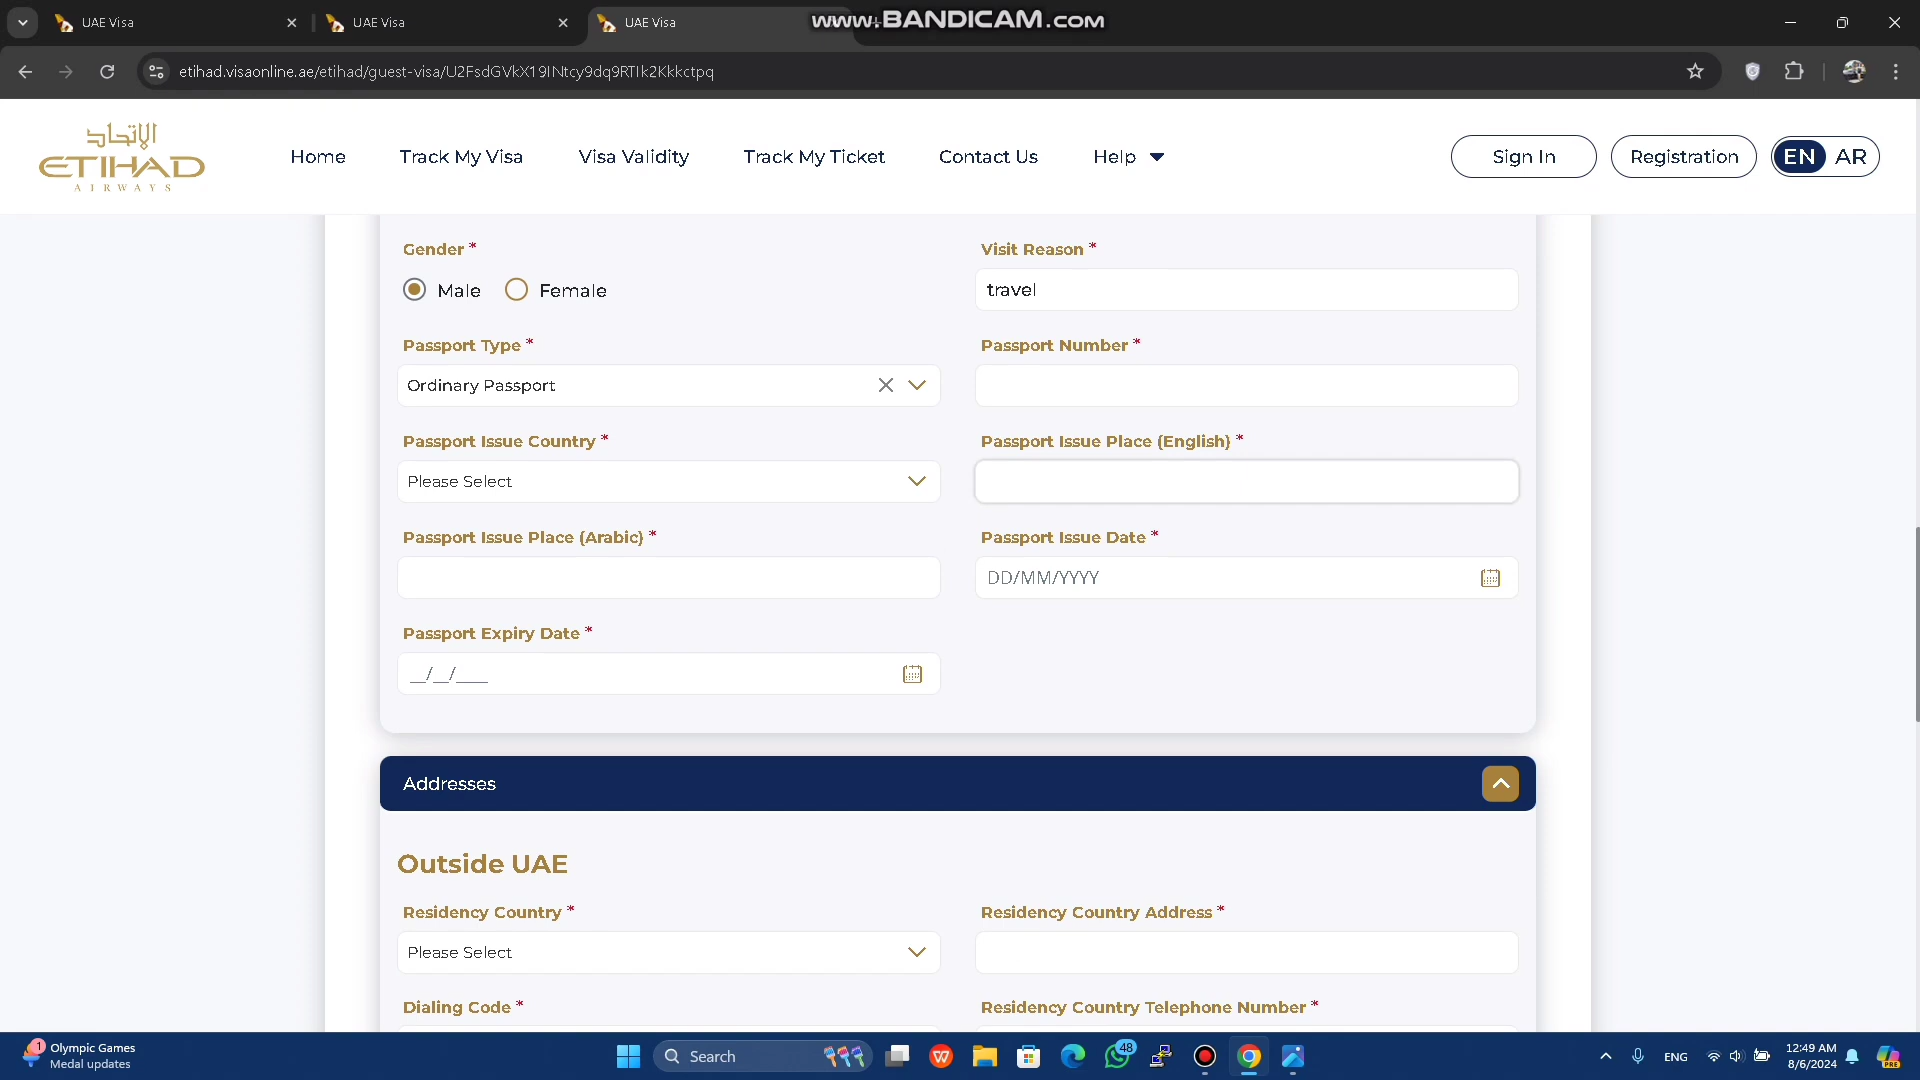 UAE Visa
UAE Visa
UAE Visa
www.BANDICAM.COM
etihad.visaonline.ae/etihad/guest-visa/U2FsdGVkX19INtcy9dq9RTIk2Kkkctpq
الإتحاد
ETIHAD
AIRWAYS
Home
Track My Visa
Visa Validity
Track My Ticket
Contact Us
Help
Sign In
Registration
EN
AR
Gender *
Visit Reason *
Male
Female
travel
Passport Type *
Passport Number *
Ordinary Passport
Passport Issue Country *
Passport Issue Place (English) *
Please Select
Passport Issue Place (Arabic) *
Passport Issue Date *
DD/MM/YYYY
Passport Expiry Date *
__/__/____
Addresses
Outside UAE
Residency Country *
Residency Country Address *
Please Select
Dialing Code *
Residency Country Telephone Number *
1
Olympic Games
Medal updates
Search
48
ENG
12:49 AM
8/6/2024
PRE